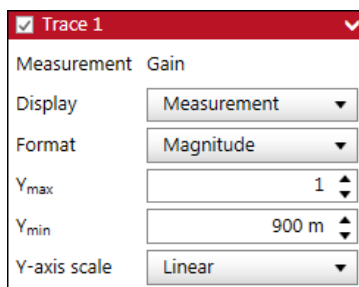 Trace 1
Measurement Gain
Display Measurement
Format Magnitude
Ymax 1
Ymin 900 m
Y-axis scale Linear